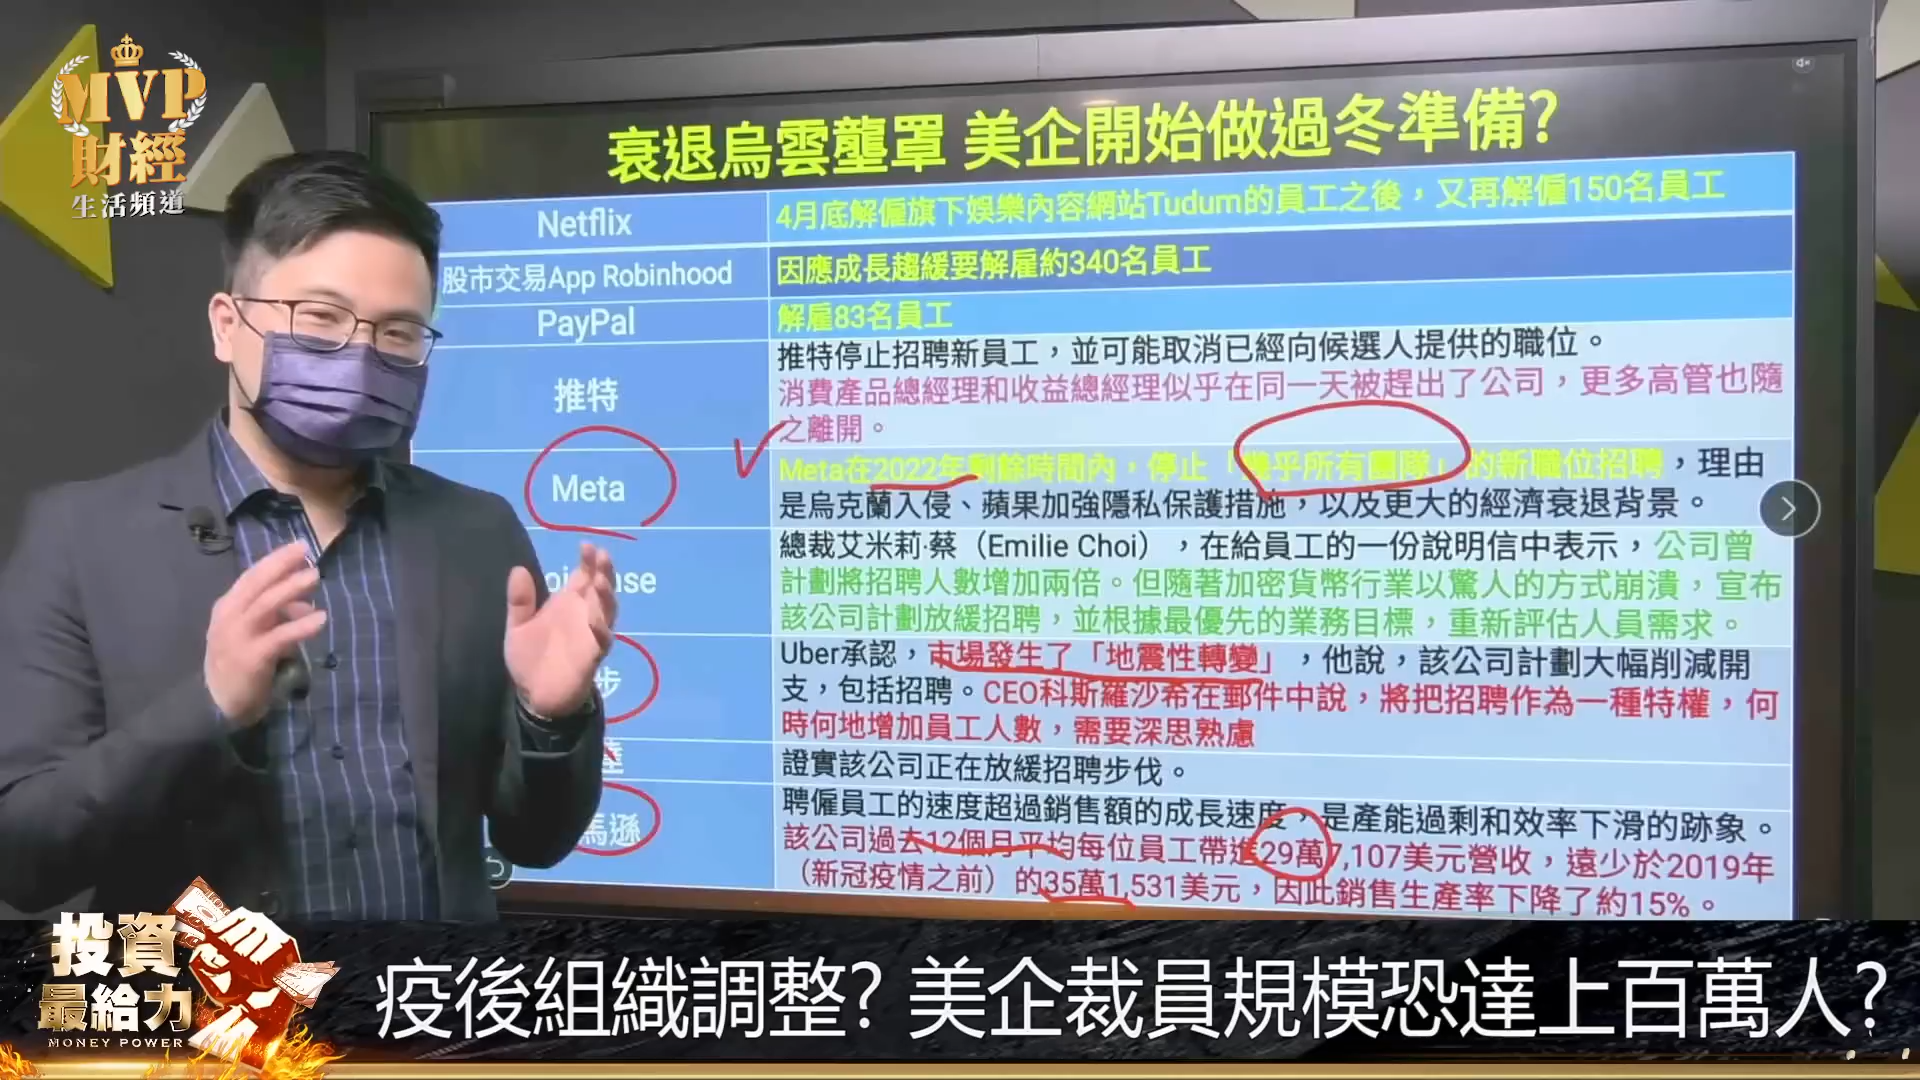 MVP
財經
生活頻道
衰退烏雲壟罩 美企開始做過冬準備?
Netflix
4月底解僱旗下娛樂內容網站Tudum的員工之後，又再解僱150名員工
股市交易App Robinhood
因應成長趨緩要解雇約340名員工
PayPal
解雇83名員工
推特
推特停止招聘新員工，並可能取消已經向候選人提供的職位。
消費產品總經理和收益總經理似乎在同一天被趕出了公司，更多高管也隨
之離開。
Meta
Meta在2022年剩餘時間內，停止「幾乎所有團隊」的新職位招聘，理由
是烏克蘭入侵、蘋果加強隱私保護措施，以及更大的經濟衰退背景。
總裁艾米莉·蔡（Emilie Choi），在給員工的一份說明信中表示，公司曾
計劃將招聘人數增加兩倍。但隨著加密貨幣行業以驚人的方式崩潰，宣布
該公司計劃放緩招聘，並根據最優先的業務目標，重新評估人員需求。
步
Uber承認，市場發生了「地震性轉變」，他說，該公司計劃大幅削減開
支，包括招聘。CEO科斯羅沙希在郵件中說，將把招聘作為一種特權，何
時何地增加員工人數，需要深思熟慮
證實該公司正在放緩招聘步伐。
馬遜
聘僱員工的速度超過銷售額的成長速度，是產能過剩和效率下滑的跡象。
該公司過去12個月平均每位員工帶進29萬7,107美元營收，遠少於2019年
（新冠疫情之前）的35萬1,531美元，因此銷售生產率下降了約15%。
投資
最給力
MONEY POWER
疫後組織調整? 美企裁員規模恐達上百萬人?